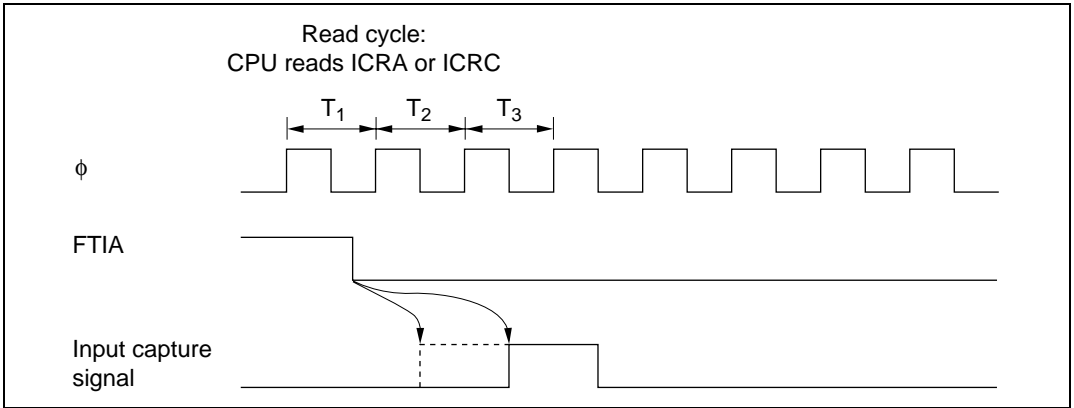 Read cycle:
CPU reads ICRA or ICRC
T₁ T₂ T₃
ϕ
FTIA
Input capture
signal